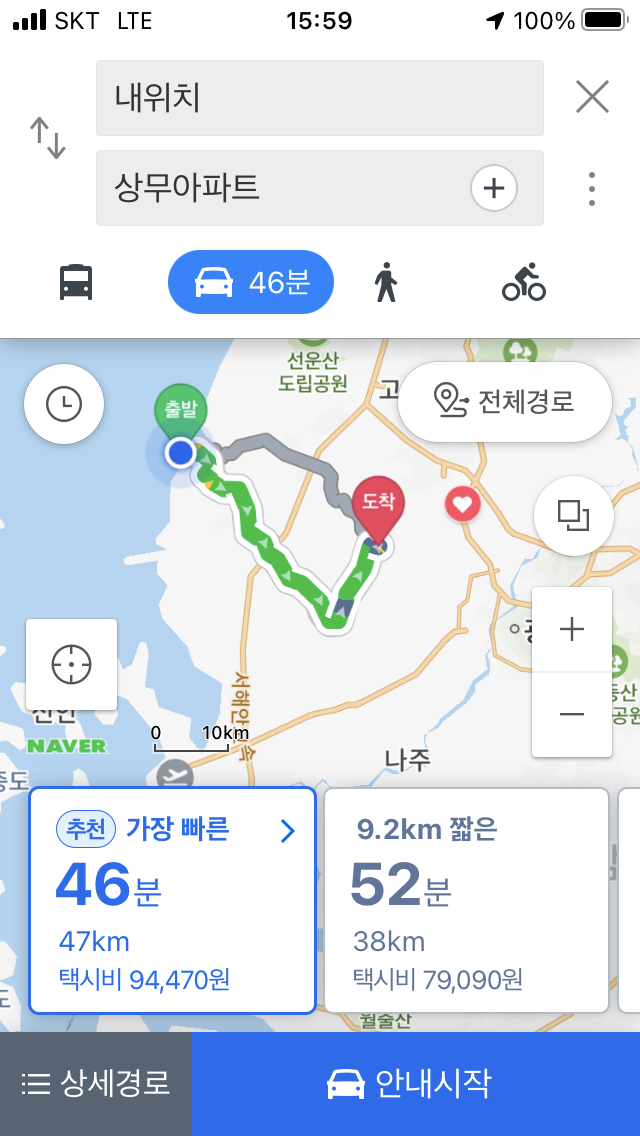 SKT LTE 15:59 100%
내위치
상무아파트
46분
선운산
도립공원
출발
전체경로
도착
서해안
0 10km
NAVER
나주
추천 가장 빠른
46분
47km
택시비 94,470원
9.2km 짧은
52분
38km
택시비 79,090원
월출산
상세경로
안내시작